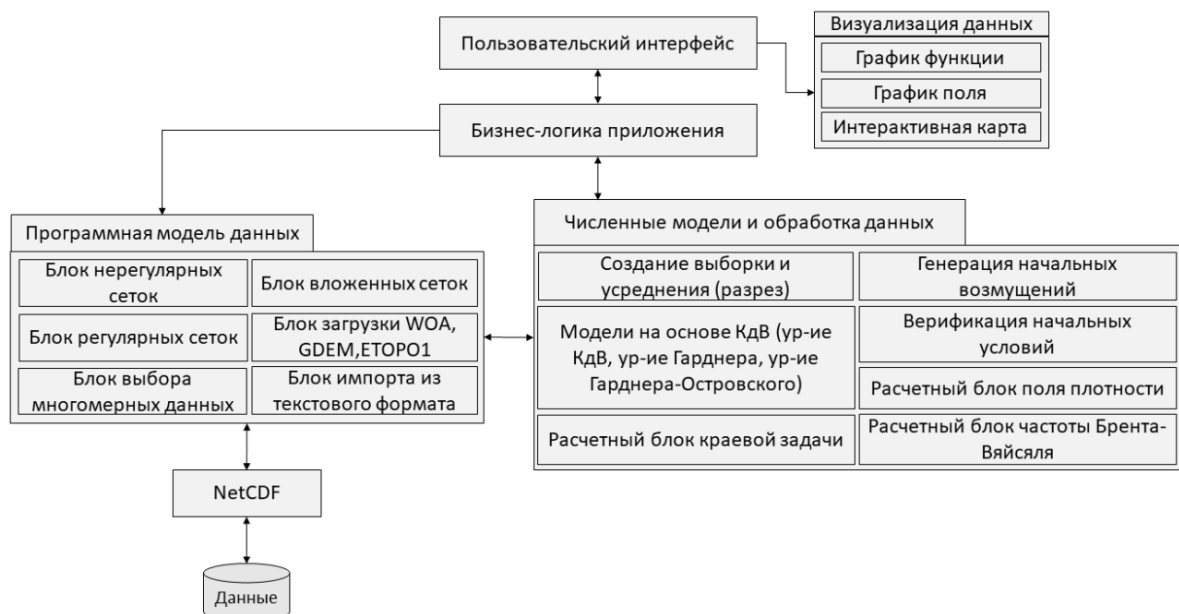 Пользовательский интерфейс
Визуализация данных
График функции
График поля
Интерактивная карта
Бизнес-логика приложения
Программная модель данных
Блок нерегулярных
сеток
Блок вложенных сеток
Блок регулярных сеток
Блок загрузки WOA,
GDEM,ETOPO1
Блок выбора
многомерных данных
Блок импорта из
текстового формата
Численные модели и обработка данных
Создание выборки и
усреднения (разрез)
Генерация начальных
возмущений
Модели на основе КдВ (ур-ие
КдВ, ур-ие Гарднера, ур-ие
Гарднера-Островского)
Верификация начальных
условий
Расчетный блок поля плотности
Расчетный блок краевой задачи
Расчетный блок частоты Брента-
Вяйсяля
NetCDF
Данные